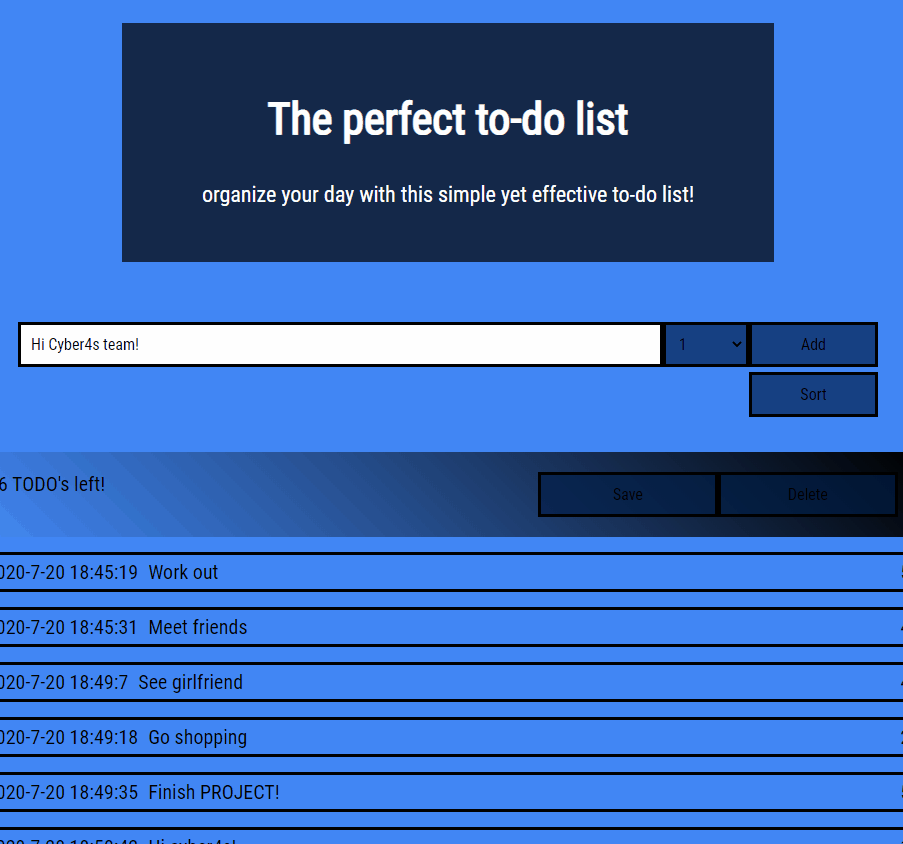 The perfect to-do list
organize your day with this simple yet effective to-do list!
Hi Cyber4s team! 1 Add
Sort
6 TODO's left! Save Delete
020-7-20 18:45:19 Work out
020-7-20 18:45:31 Meet friends
020-7-20 18:49:7 See girlfriend
020-7-20 18:49:18 Go shopping
020-7-20 18:49:35 Finish PROJECT!